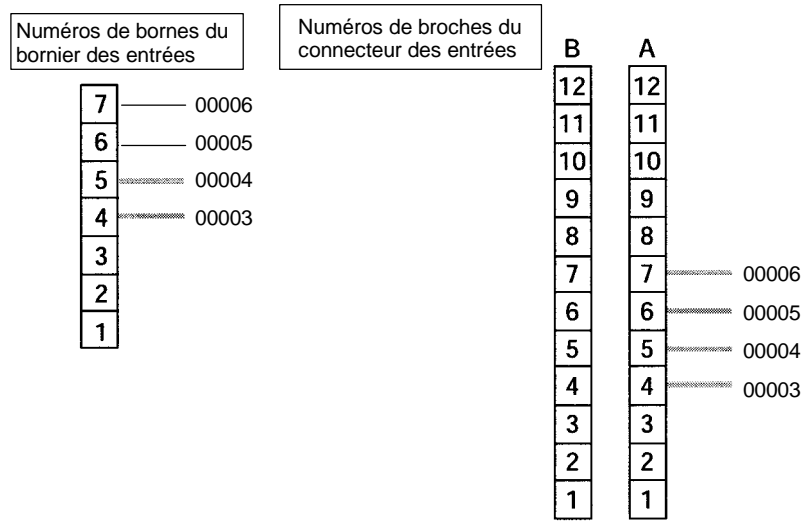 Numéros de bornes du
bornier des entrées
7 00006
6 00005
5 00004
4 00003
3
2
1
Numéros de broches du
connecteur des entrées
B A
12 12
11 11
10 10
9 9
8 8
7 7 00006
6 6 00005
5 5 00004
4 4 00003
3 3
2 2
1 1